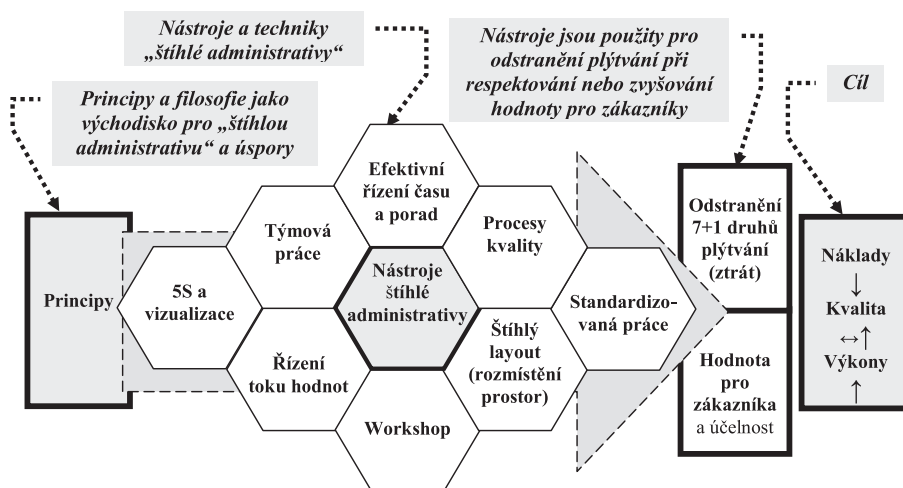 Nástroje a techniky
„štíhlé administrativy“
Nástroje jsou použity pro
odstranění plýtvání při
respektování nebo zvyšování
hodnoty pro zákazníky
Cíl
Principy a filosofie jako
východisko pro „štíhlou
administrativu“ a úspory
Principy
5S a
vizualizace
Týmová
práce
Řízení
toku hodnot
Efektivní
řízení času
a porad
Nástroje
štíhlé
administrativy
Workshop
Procesy
kvality
Štíhlý
layout
(rozmístění
prostor)
Standardizo-
vaná práce
Odstranění
7+1 druhů
plýtvání
(ztrát)
Hodnota
pro
zákazníka
a účelnost
Náklady
↓
Kvalita
↔↑
Výkony
↑